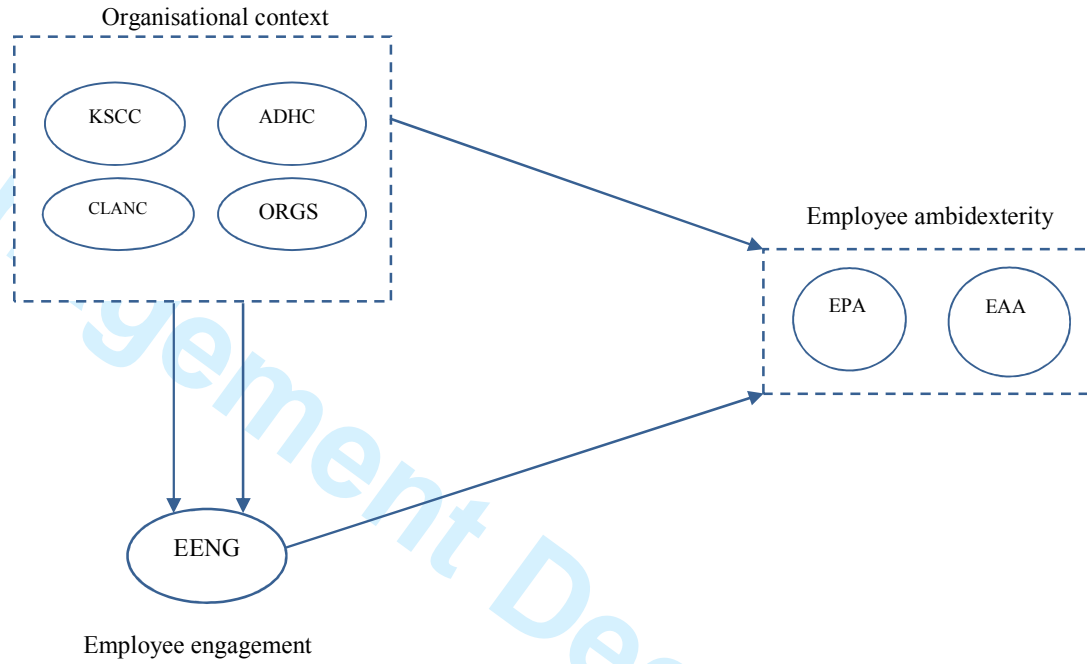 Organisational context
KSCC
ADHC
CLANC
ORGS
Employee ambidexterity
EPA
EAA
EENG
Employee engagement